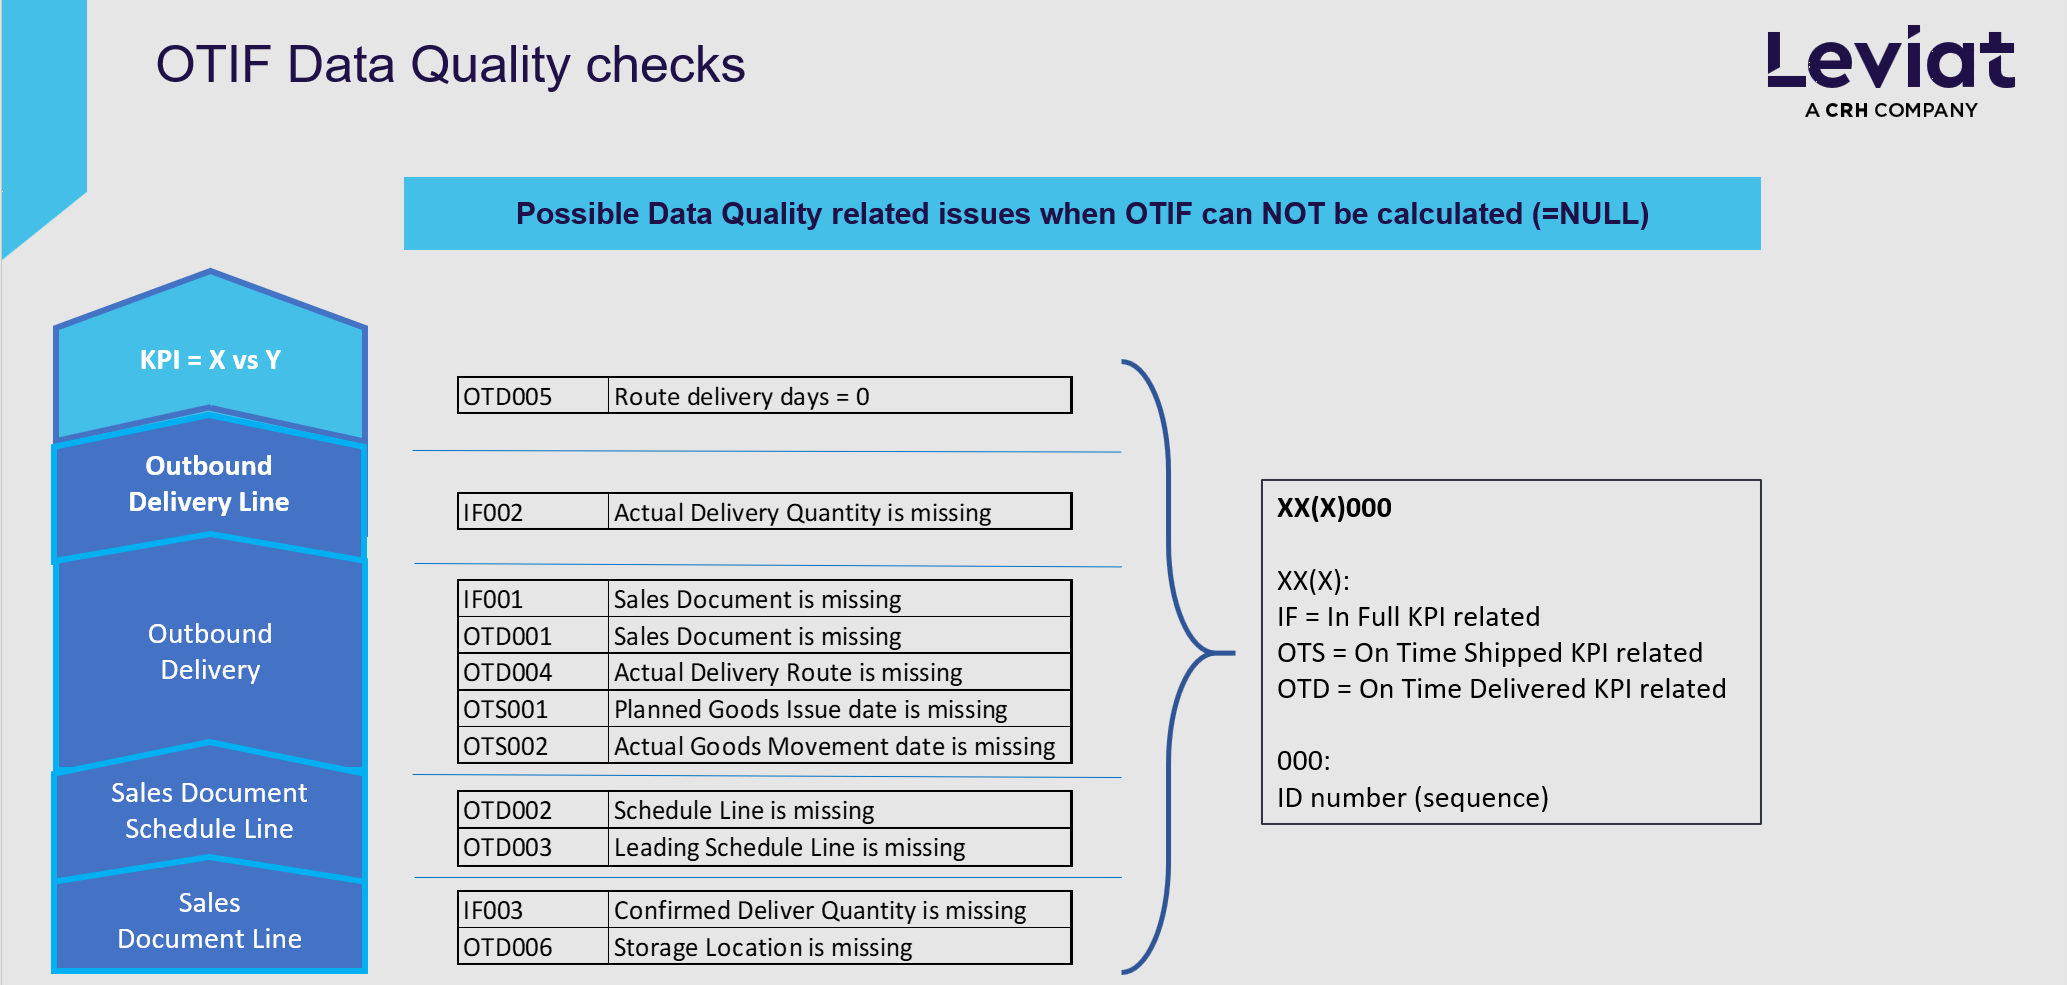 OTIF Data Quality checks
Leviat
A CRH COMPANY
Possible Data Quality related issues when OTIF can NOT be calculated (=NULL)
KPI = X vs Y
OTD005 Route delivery days = 0
Outbound
Delivery Line
IF002 Actual Delivery Quantity is missing
Outbound
Delivery
IF001 Sales Document is missing
OTD001 Sales Document is missing
OTD004 Actual Delivery Route is missing
OTS001 Planned Goods Issue date is missing
OTS002 Actual Goods Movement date is missing
Sales Document
Schedule Line
OTD002 Schedule Line is missing
OTD003 Leading Schedule Line is missing
Sales
Document Line
IF003 Confirmed Deliver Quantity is missing
OTD006 Storage Location is missing
XX(X)000
XX(X):
IF = In Full KPI related
OTS = On Time Shipped KPI related
OTD = On Time Delivered KPI related
000:
ID number (sequence)